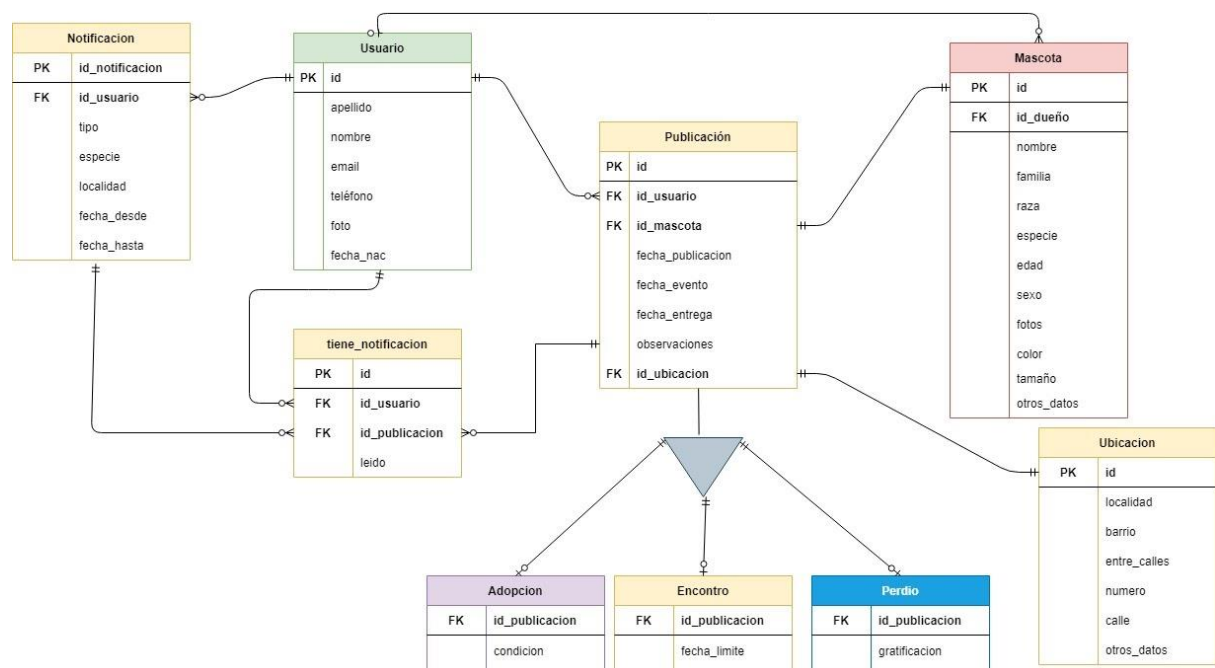 Notificacion
PK id_notificacion
FK id_usuario
tipo
especie
localidad
fecha_desde
fecha_hasta
Usuario
PK id
apellido
nombre
email
teléfono
foto
fecha_nac
Mascota
PK id
FK id_dueño
nombre
familia
raza
especie
edad
sexo
fotos
color
tamaño
otros_datos
Publicación
PK id
FK id_usuario
FK id_mascota
fecha_publicacion
fecha_evento
fecha_entrega
observaciones
FK id_ubicacion
tiene_notificacion
PK id
FK id_usuario
FK id_publicacion
leido
Ubicacion
PK id
localidad
barrio
entre_calles
numero
calle
otros_datos
Adopcion
FK id_publicacion
condicion
Encontro
FK id_publicacion
fecha_limite
Perdio
FK id_publicacion
gratificacion